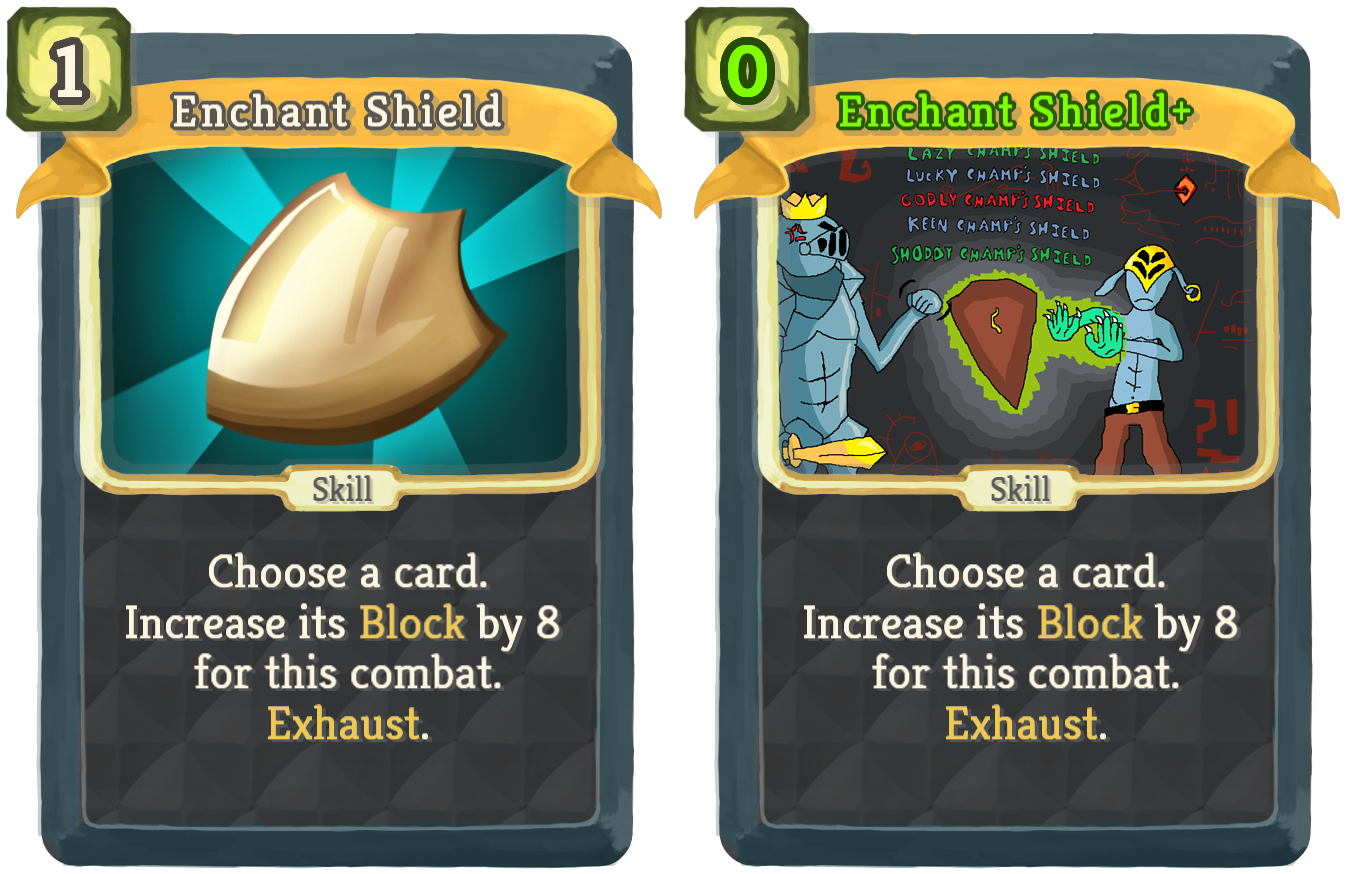 1
Enchant Shield
Skill
Choose a card.
Increase its Block by 8
for this combat.
Exhaust.
0
Enchant Shield+
LAZY CHAMP'S SHIELD
LUCKY CHAMP'S SHIELD
GODLY CHAMP'S SHIELD
KEEN CHAMP'S SHIELD
SHODDY CHAMP'S SHIELD
Skill
Choose a card.
Increase its Block by 8
for this combat.
Exhaust.